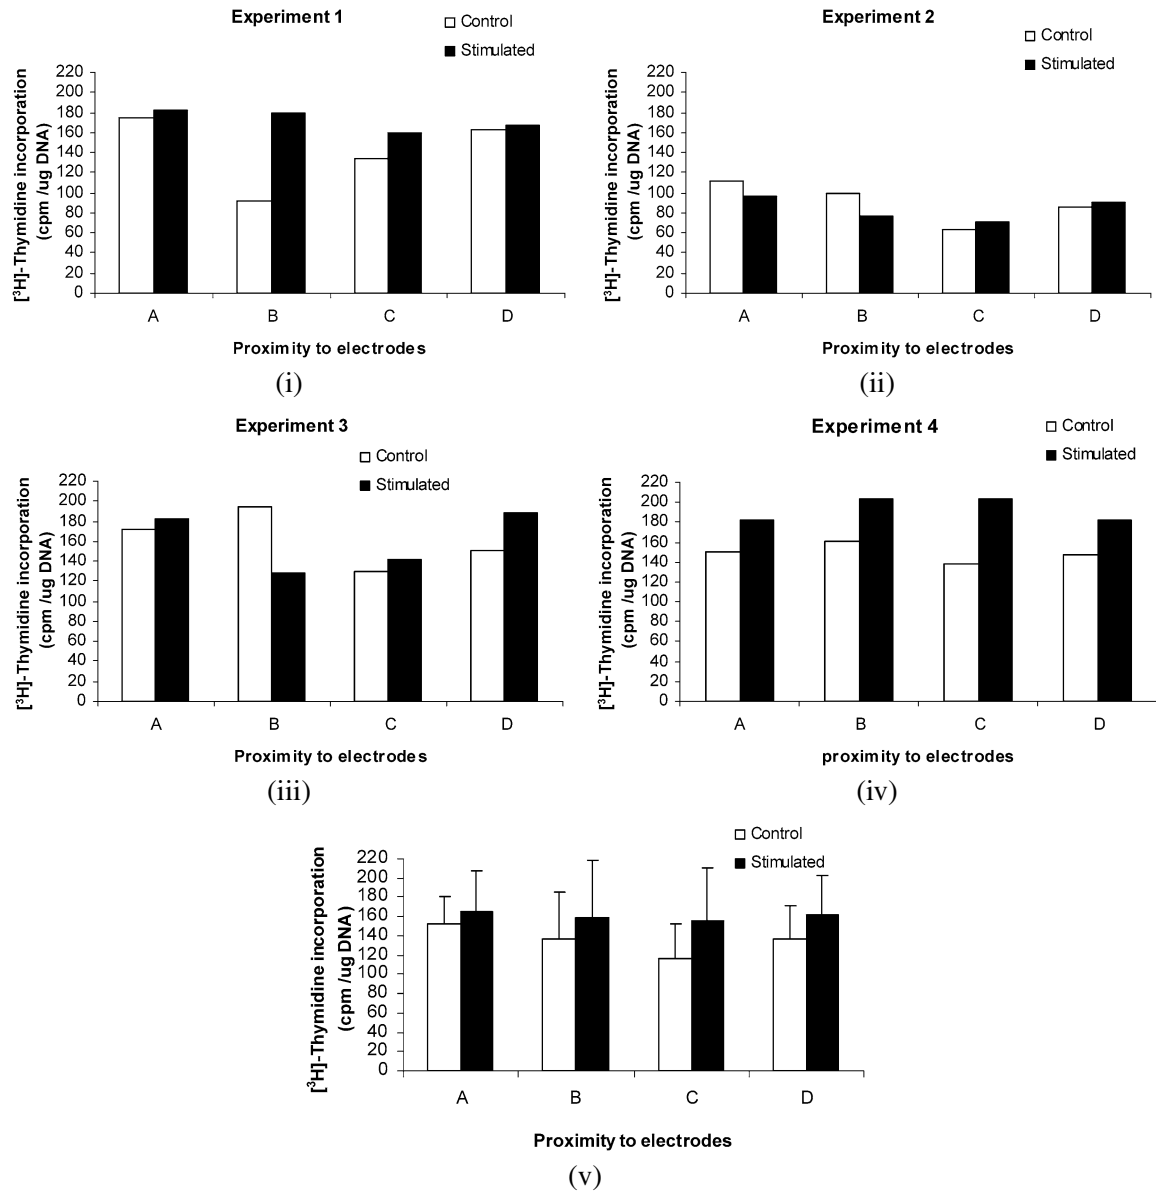 Experiment 1
Control
Stimulated
[³H]-Thymidine incorporation
(cpm /ug DNA)
220
200
180
160
140
120
100
80
60
40
20
0
A B C D
Proximity to electrodes
(i)
Experiment 2
Control
Stimulated
[³H]-Thymidine incorporation
(cpm /ug DNA)
220
200
180
160
140
120
100
80
60
40
20
0
A B C D
Proximity to electrodes
(ii)
Experiment 3
Control
Stimulated
[³H]-Thymidine incorporation
(cpm /ug DNA)
220
200
180
160
140
120
100
80
60
40
20
0
A B C D
Proximity to electrodes
(iii)
Experiment 4
Control
Stimulated
[³H]-Thymidine incorporation
(cpm /ug DNA)
220
200
180
160
140
120
100
80
60
40
20
0
A B C D
proximity to electrodes
(iv)
Control
Stimulated
[³H]-Thymidine incorporation
(cpm /ug DNA)
220
200
180
160
140
120
100
80
60
40
20
0
A B C D
Proximity to electrodes
(v)